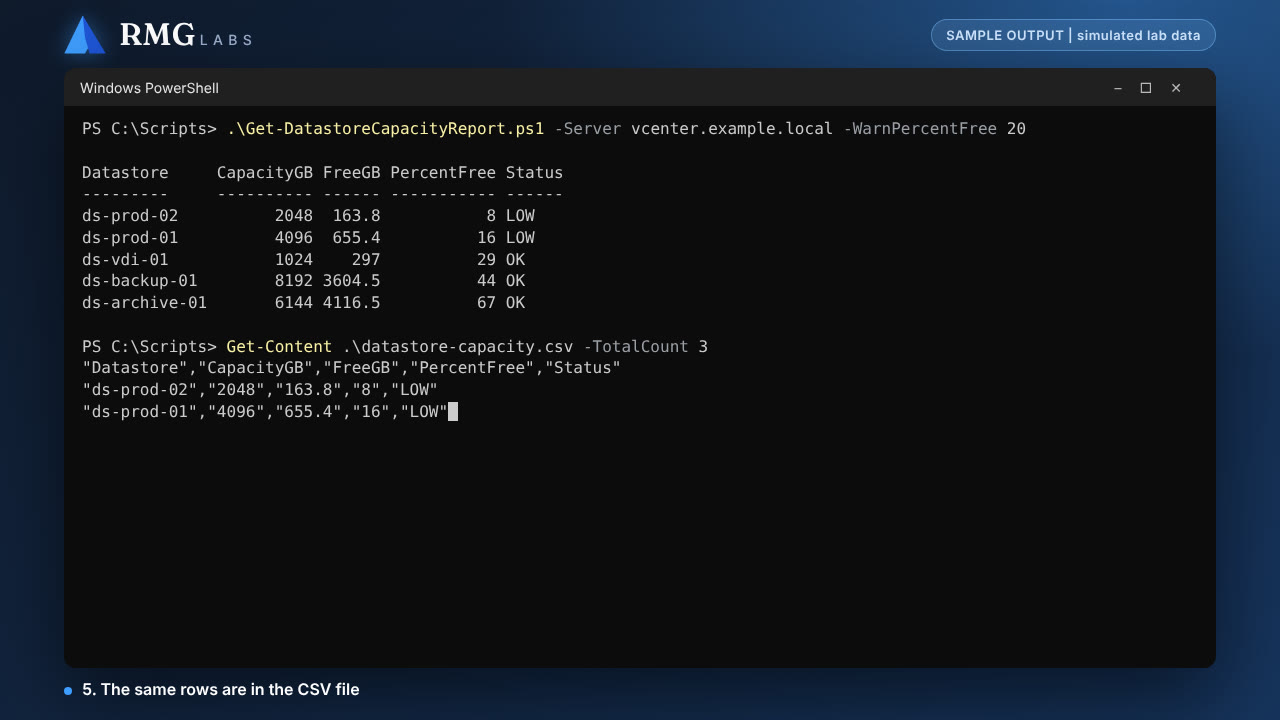 RMG LABS
SAMPLE OUTPUT | simulated lab data
Windows PowerShell
PS C:\Scripts> .\Get-DatastoreCapacityReport.ps1 -Server vcenter.example.local -WarnPercentFree 20
Datastore     CapacityGB FreeGB PercentFree Status
---------     ---------- ------ ----------- ------
ds-prod-02          2048  163.8           8 LOW
ds-prod-01          4096  655.4          16 LOW
ds-vdi-01           1024    297          29 OK
ds-backup-01        8192 3604.5          44 OK
ds-archive-01       6144 4116.5          67 OK
PS C:\Scripts> Get-Content .\datastore-capacity.csv -TotalCount 3
"Datastore","CapacityGB","FreeGB","PercentFree","Status"
"ds-prod-02","2048","163.8","8","LOW"
"ds-prod-01","4096","655.4","16","LOW"
5. The same rows are in the CSV file